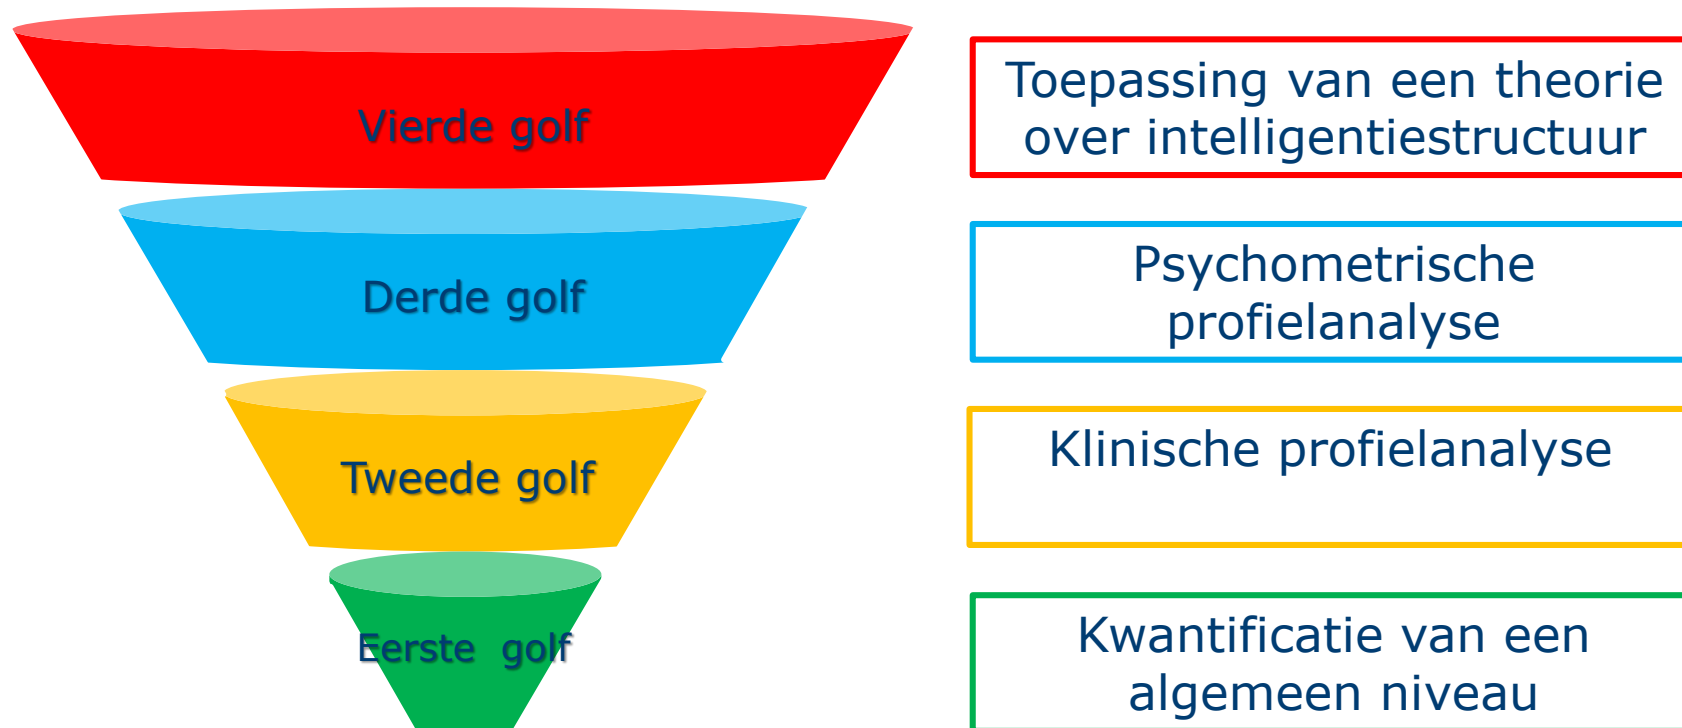 Vierde golf
Toepassing van een theorie
over intelligentiestructuur
Derde golf
Psychometrische
profielanalyse
Tweede golf
Klinische profielanalyse
Eerste golf
Kwantificatie van een
algemeen niveau